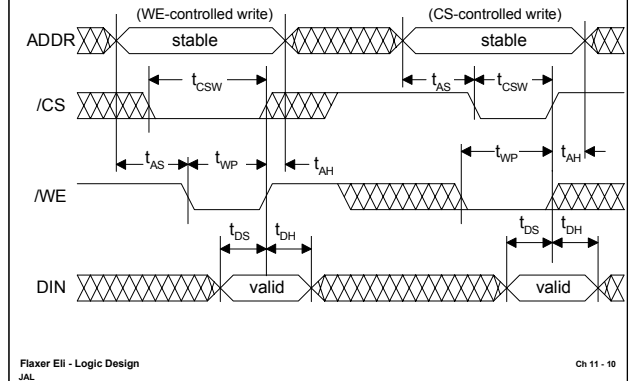 (WE-controlled write) (CS-controlled write)
ADDR stable stable
tCSW tAS tCSW
/CS
tAS tWP tAH tWP tAH
/WE
tDS tDH tDS tDH
DIN valid valid
Flaxer Eli - Logic Design Ch 11 - 10
JAL